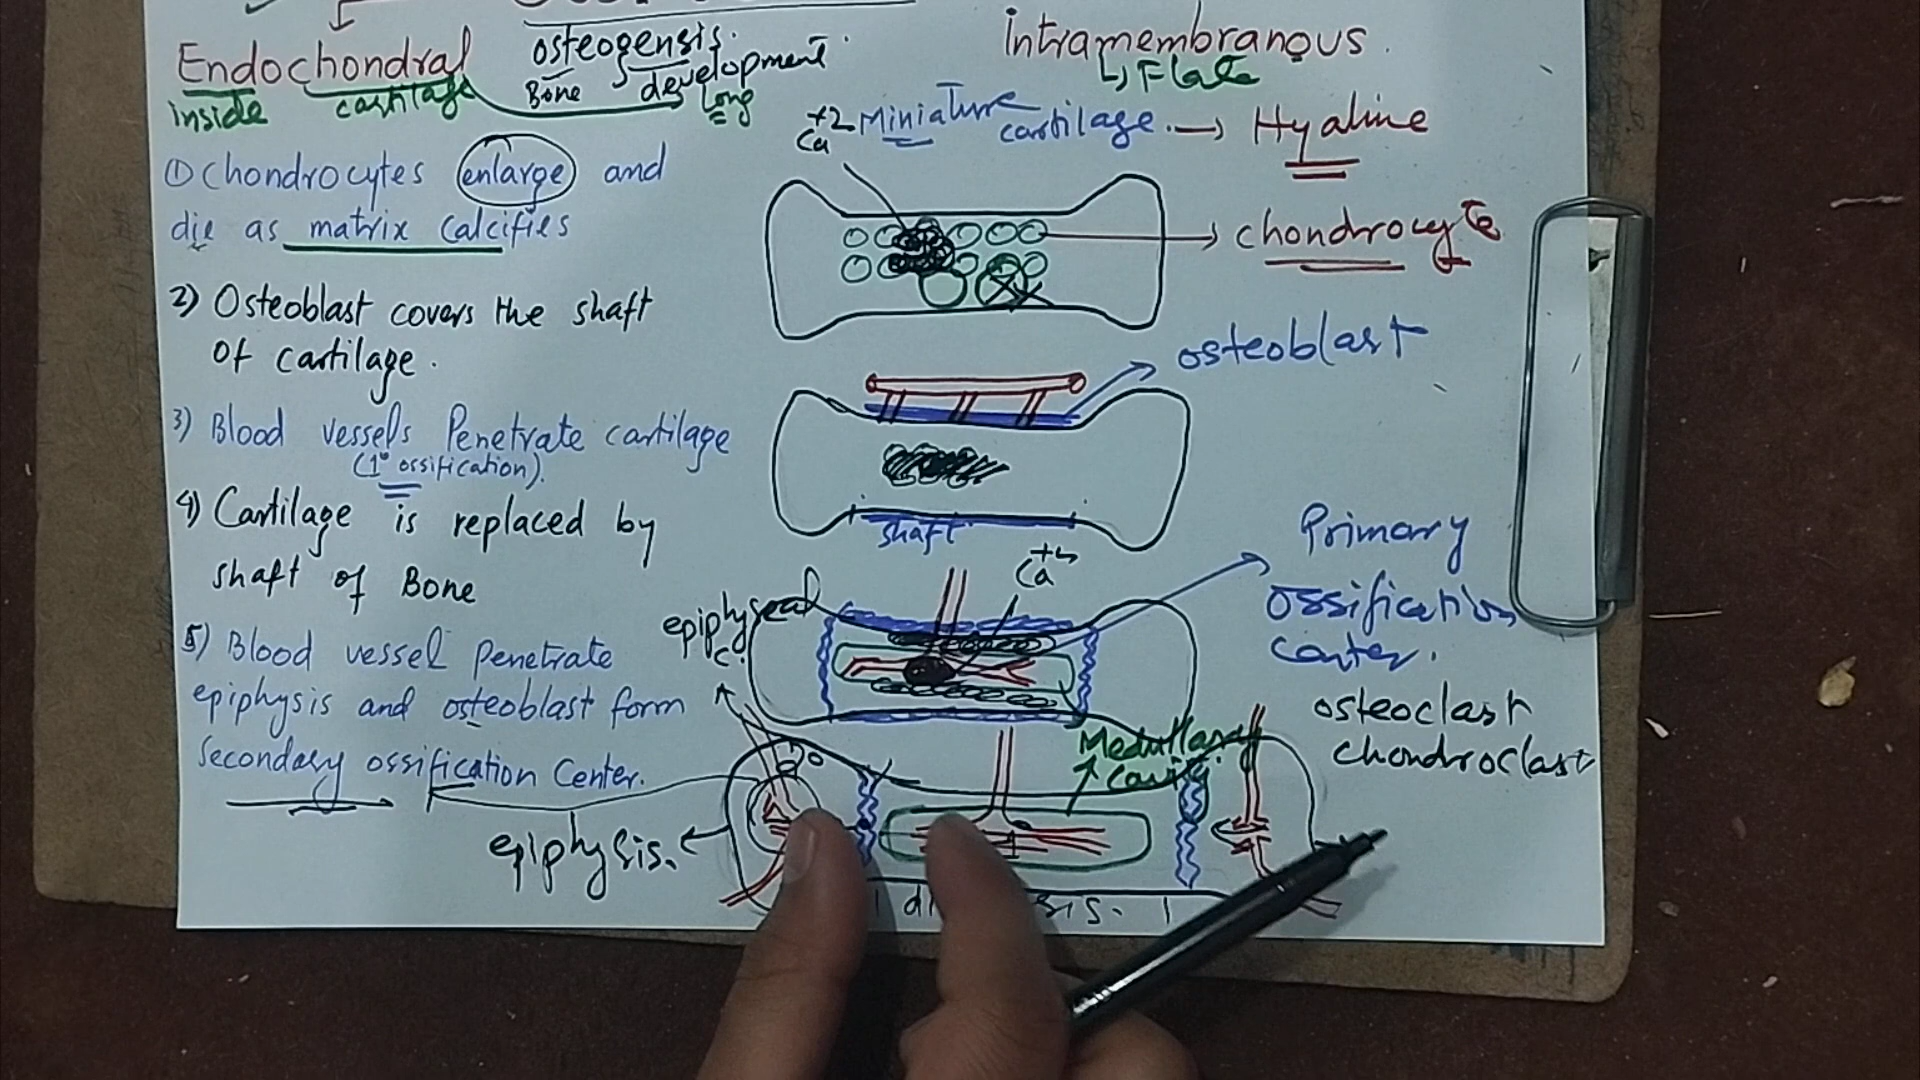 Endochondral
inside cartilage
osteogensis.
Bone development
Long
Intramembranous.
↳ Flate
① Chondrocytes enlarge and
die as matrix calcifies
2) Osteoblast covers the shaft
of cartilage.
3) Blood vessels Penetrate cartilage
(1° ossification).
4) Cartilage is replaced by
shaft of Bone
5) Blood vessel Penetrate
epiphysis and osteoblast form
Secondary ossification Center.
Ca+2
Miniature cartilage. → Hyaline
chondrocyte
osteoblast
shaft
Ca
Primary
Ossification
Center.
epiphyseal
C.
osteoclast
chondroclast
Medullary
Cavity.
epiphysis.
1